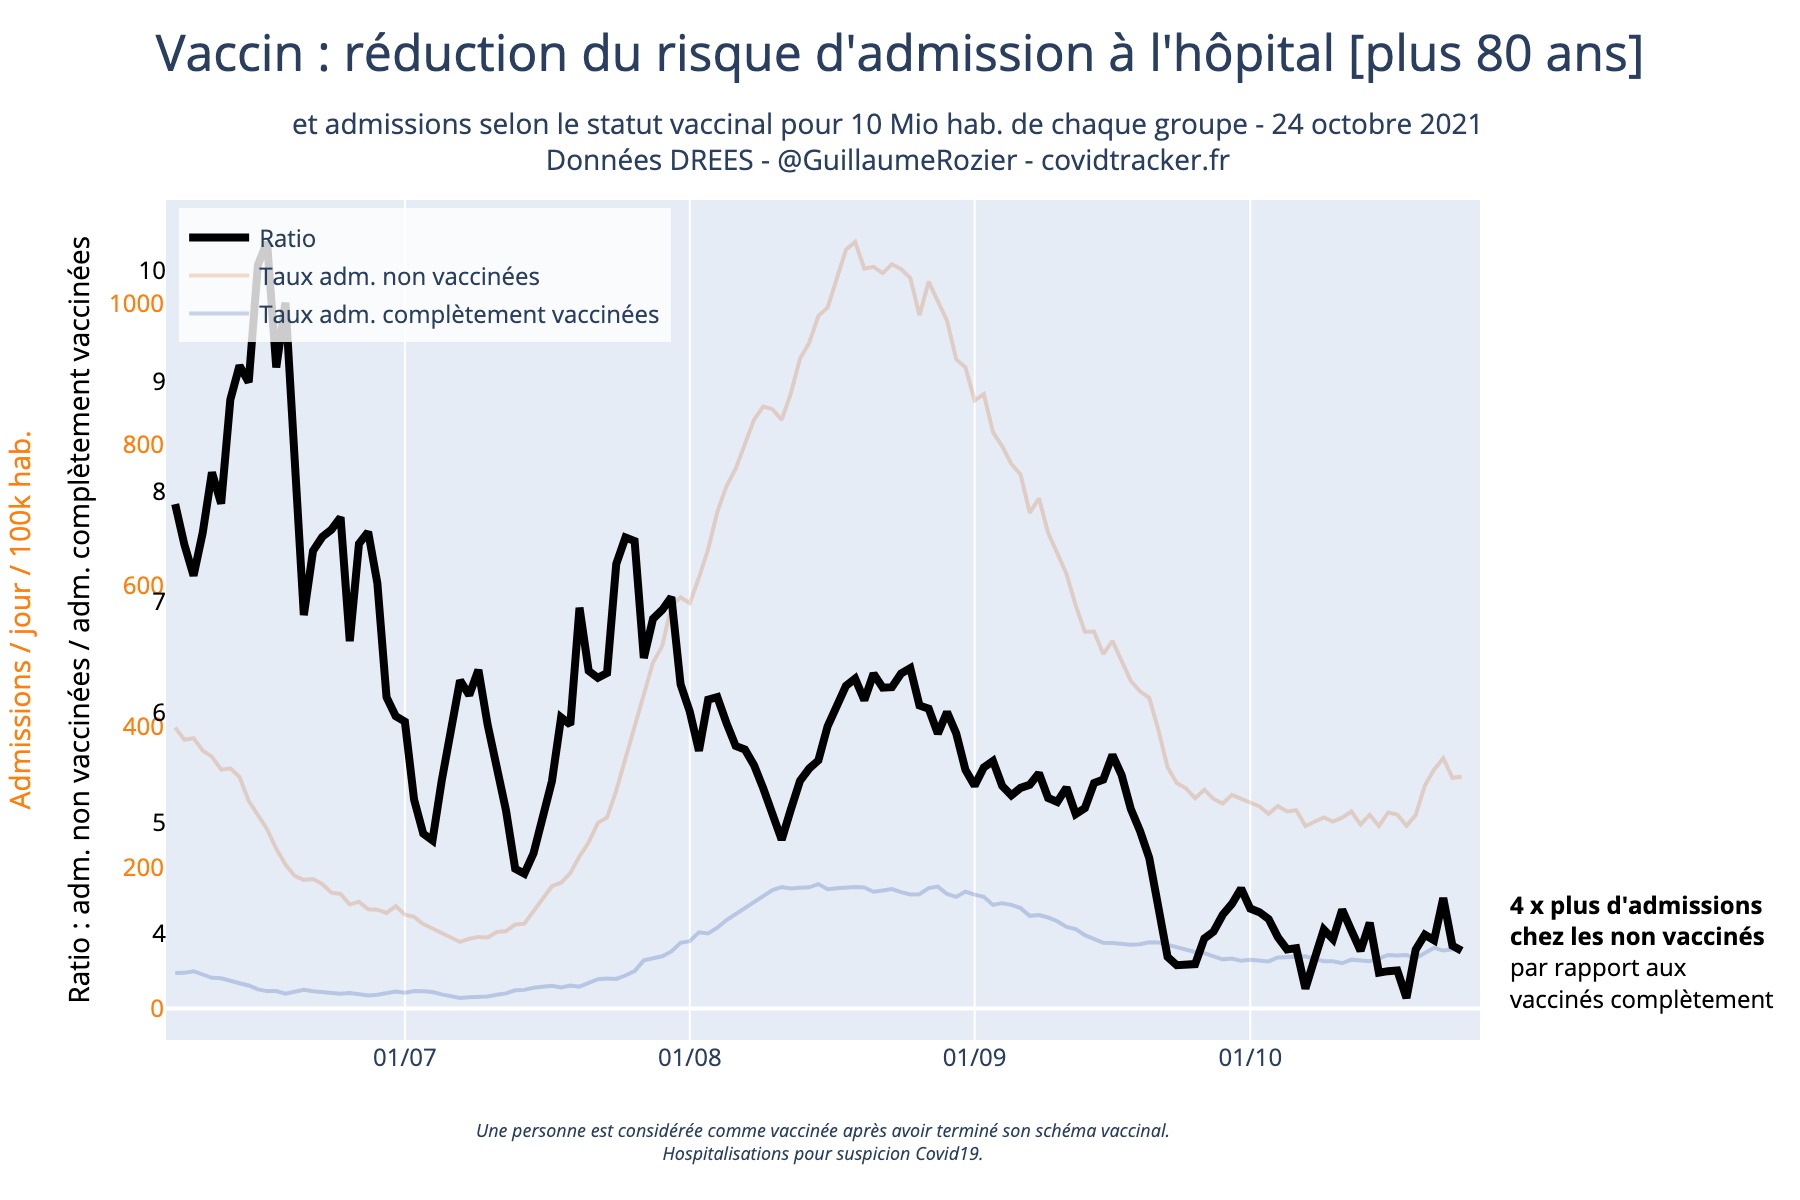 Vaccin : réduction du risque d'admission à l'hôpital [plus 80 ans]
et admissions selon le statut vaccinal pour 10 Mio hab. de chaque groupe - 24 octobre 2021
Données DREES - @GuillaumeRozier - covidtracker.fr
Ratio
Taux adm. non vaccinées
Taux adm. complètement vaccinées
Admissions / jour / 100k hab.
Ratio : adm. non vaccinées / adm. complètement vaccinées
10
1000
9
800
8
600
7
6
400
5
200
4
0
01/07
01/08
01/09
01/10
4 x plus d'admissions
chez les non vaccinés
par rapport aux
vaccinés complètement
Une personne est considérée comme vaccinée après avoir terminé son schéma vaccinal.
Hospitalisations pour suspicion Covid19.